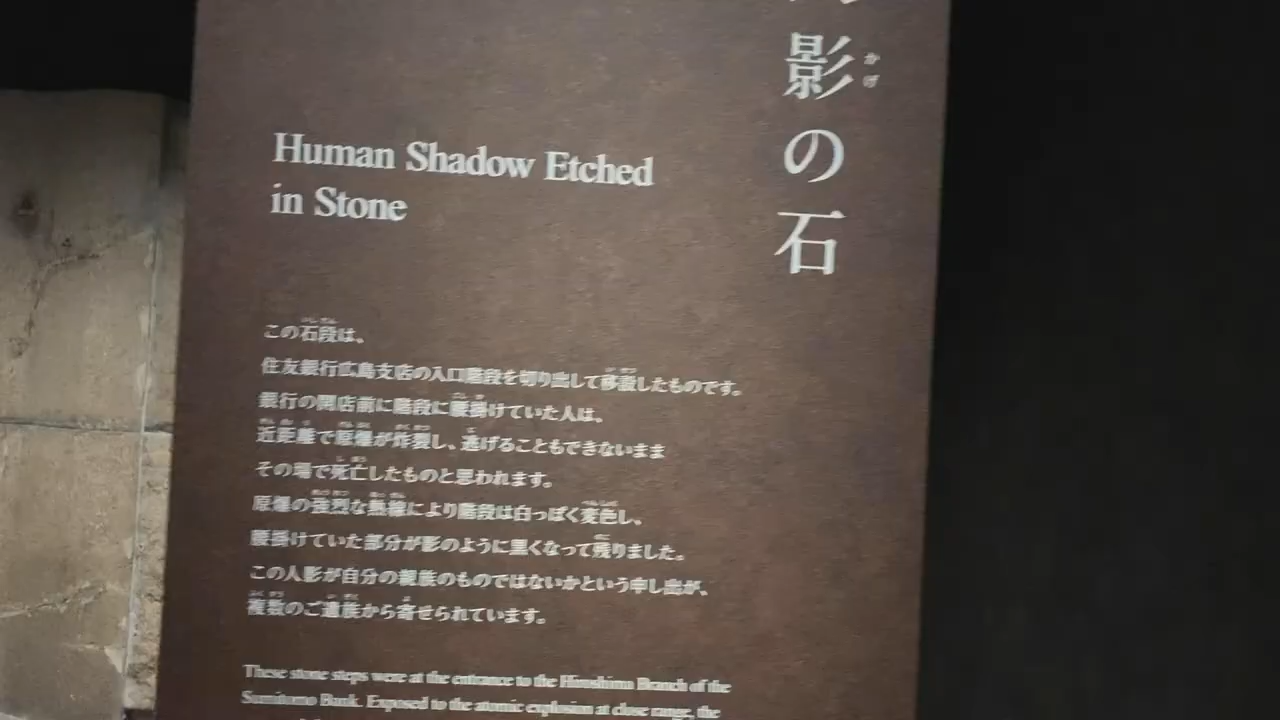 影の石
かげ
Human Shadow Etched
in Stone
この石段は、
住友銀行広島支店の入口階段を切り出して移設したものです。
銀行の開店前に階段に腰掛けていた人は、
近距離で原爆が炸裂し、逃げることもできないまま
その場で死亡したものと思われます。
原爆の強烈な熱線により階段は白っぽく変色し、
腰掛けていた部分が影のように黒くなって残りました。
この人影が自分の親族のものではないかという申し出が、
複数のご遺族から寄せられています。
These stone steps were at the entrance to the Hiroshima Branch of the
Sumitomo Bank. Exposed to the atomic explosion at close range, the